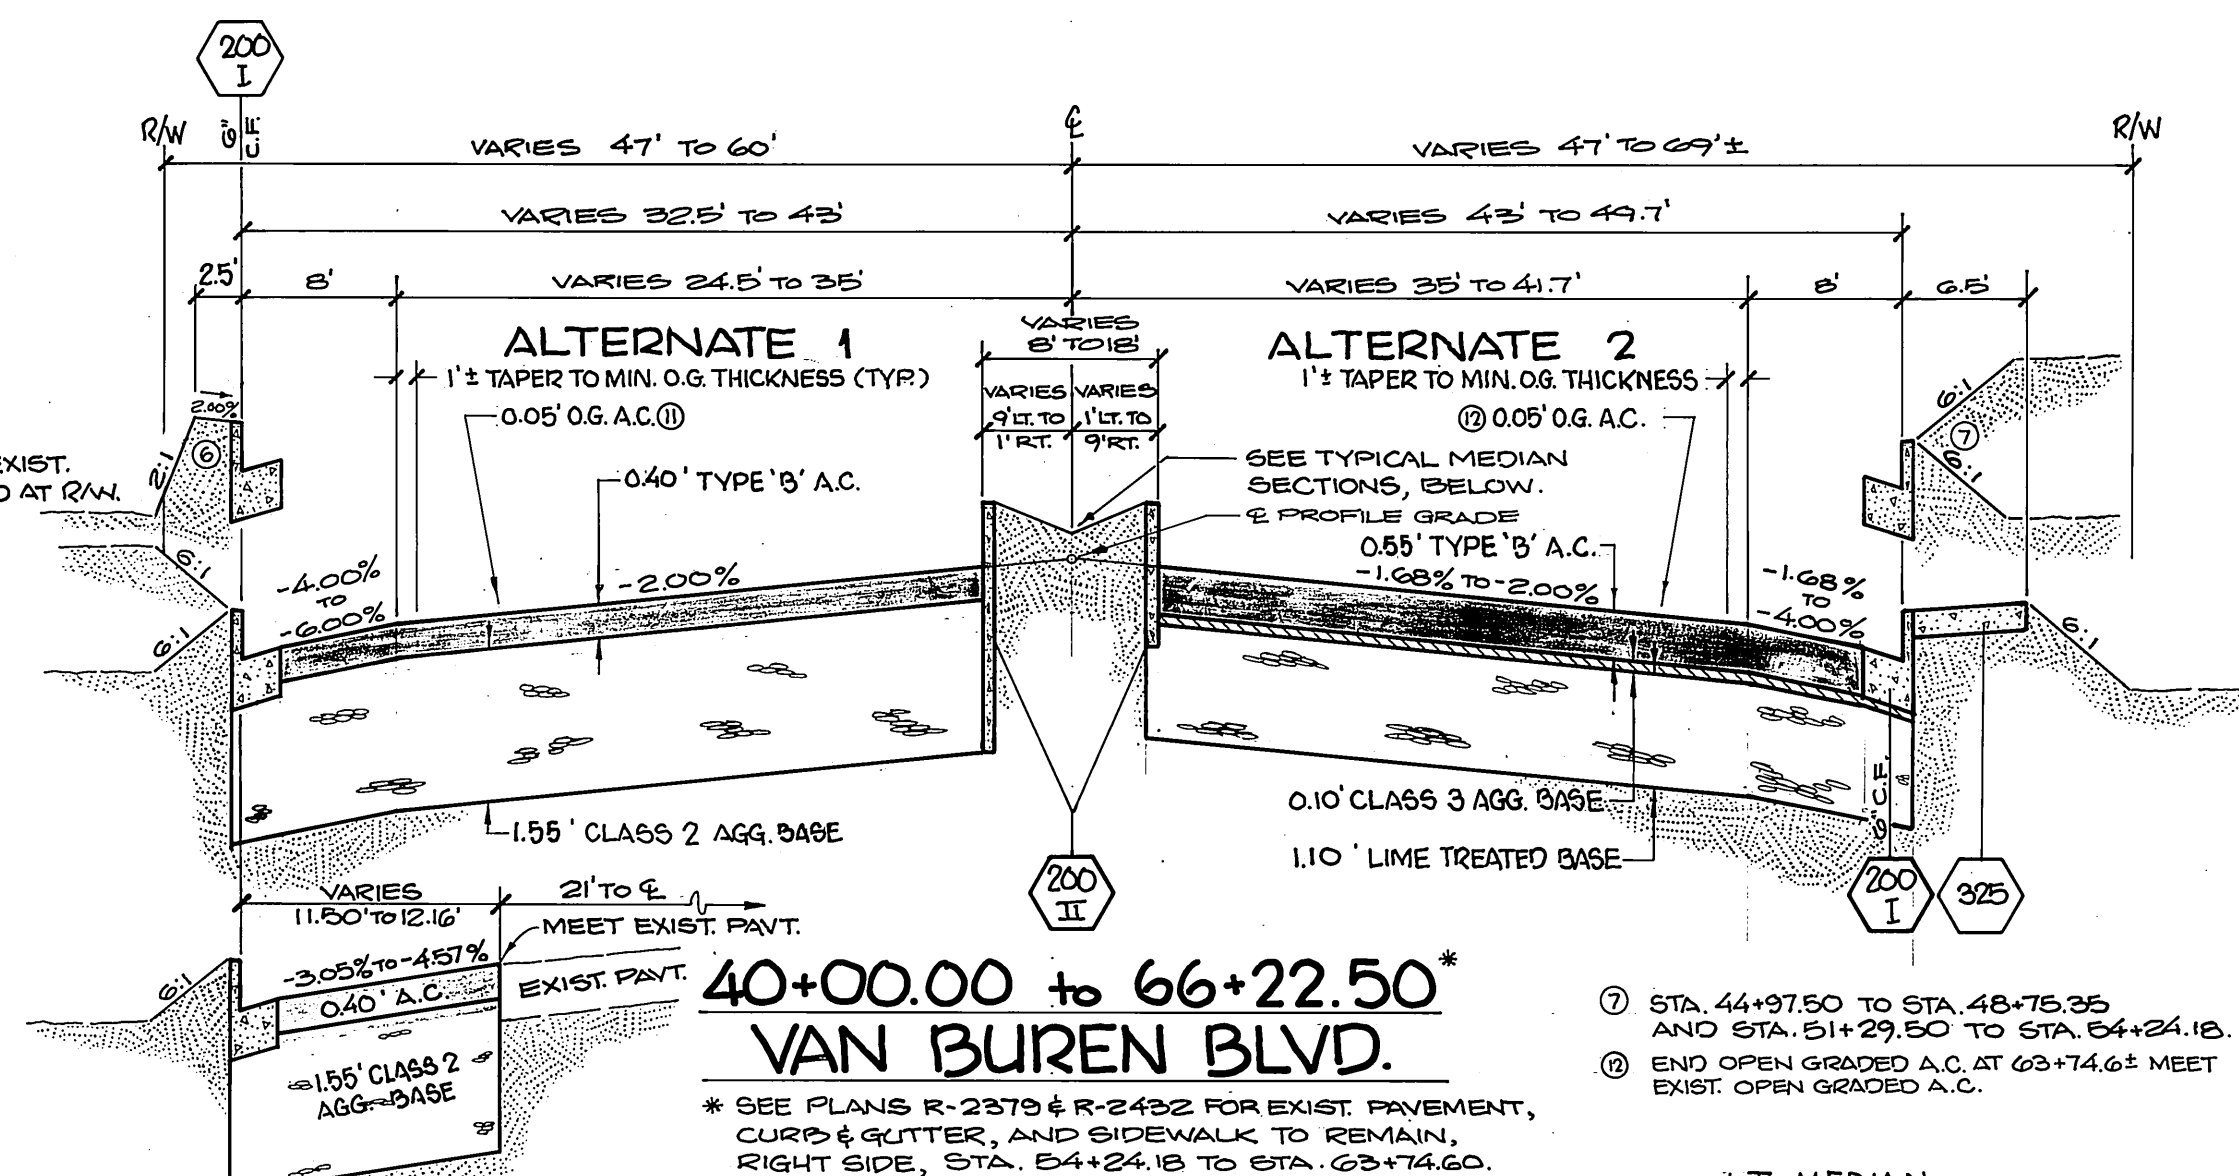 200
I
R/W
9"
C.F.
VARIES 47' TO 60'
℄
VARIES 47' TO 69'±
R/W
VARIES 32.5' TO 43'
VARIES 43' TO 49.7'
2.5'
8'
VARIES 24.5' TO 35'
VARIES 35' TO 41.7'
8'
6.5'
ALTERNATE 1
VARIES
8' TO 18'
ALTERNATE 2
1'± TAPER TO MIN. O.G. THICKNESS (TYP.)
1'± TAPER TO MIN. O.G. THICKNESS
VARIES
9' LT. TO
1' RT.
VARIES
1' LT. TO
9' RT.
2.00%
0.05' O.G. A.C. ⑪
⑫ 0.05' O.G. A.C.
6:1
⑦
6:1
⑥
2:1
EXIST.
AT R/W.
0.40' TYPE 'B' A.C.
SEE TYPICAL MEDIAN
SECTIONS, BELOW.
℄ PROFILE GRADE
0.55' TYPE 'B' A.C.
-1.68% TO -2.00%
6:1
-4.00%
TO
-6.00%
-2.00%
-1.68%
TO
-4.00%
6:1
6:1
0.10' CLASS 3 AGG. BASE
9"
C.F.
1.55' CLASS 2 AGG. BASE
1.10' LIME TREATED BASE
200
II
200
I
325
VARIES
11.50' TO 12.16'
21' TO ℄
MEET EXIST. PAVT.
-3.05% TO -4.57%
6:1
EXIST. PAVT.
0.40' A.C.
1.55' CLASS 2
AGG. BASE
40+00.00 to 66+22.50*
VAN BUREN BLVD.
* SEE PLANS R-2379 & R-2432 FOR EXIST. PAVEMENT,
CURB & GUTTER, AND SIDEWALK TO REMAIN,
RIGHT SIDE, STA. 54+24.18 TO STA. 63+74.60.
⑦ STA. 44+97.50 TO STA. 48+75.35
AND STA. 51+29.50 TO STA. 54+24.18.
⑫ END OPEN GRADED A.C. AT 63+74.6± MEET
EXIST. OPEN GRADED A.C.
MEDIAN